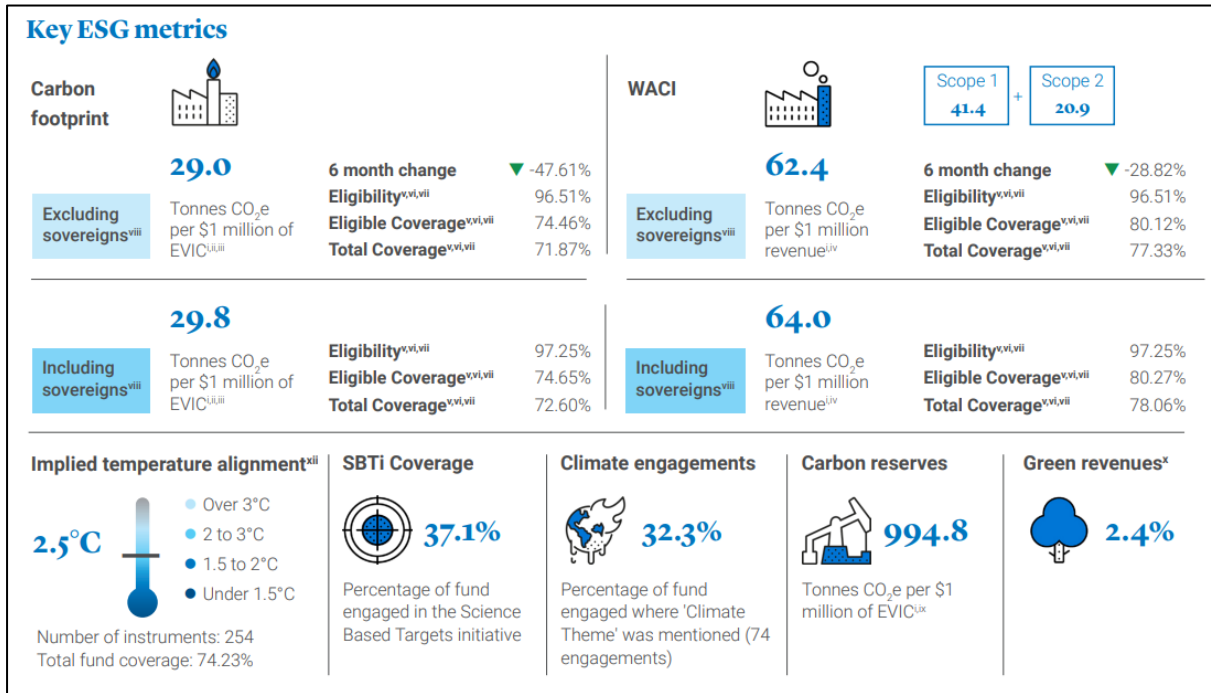 Key ESG metrics
Carbon
footprint
29.0
Tonnes CO₂e
per $1 million of
EVICⁱ,ⁱⁱ,ⁱⁱⁱ
Excluding
sovereignsᵛⁱⁱⁱ
6 month change ▼ -47.61%
Eligibilityᵛ,ᵛⁱ,ᵛⁱⁱ 96.51%
Eligible Coverageᵛ,ᵛⁱ,ᵛⁱⁱ 74.46%
Total Coverageᵛ,ᵛⁱ,ᵛⁱⁱ 71.87%
WACI
Scope 1 + Scope 2
41.4 20.9
62.4
Tonnes CO₂e
per $1 million
revenueⁱ,ⁱᵛ
Excluding
sovereignsᵛⁱⁱⁱ
6 month change ▼ -28.82%
Eligibilityᵛ,ᵛⁱ,ᵛⁱⁱ 96.51%
Eligible Coverageᵛ,ᵛⁱ,ᵛⁱⁱ 80.12%
Total Coverageᵛ,ᵛⁱ,ᵛⁱⁱ 77.33%
29.8
Tonnes CO₂e
per $1 million of
EVICⁱ,ⁱⁱ,ⁱⁱⁱ
Including
sovereignsᵛⁱⁱⁱ
Eligibilityᵛ,ᵛⁱ,ᵛⁱⁱ 97.25%
Eligible Coverageᵛ,ᵛⁱ,ᵛⁱⁱ 74.65%
Total Coverageᵛ,ᵛⁱ,ᵛⁱⁱ 72.60%
64.0
Tonnes CO₂e
per $1 million
revenueⁱ,ⁱᵛ
Including
sovereignsᵛⁱⁱⁱ
Eligibilityᵛ,ᵛⁱ,ᵛⁱⁱ 97.25%
Eligible Coverageᵛ,ᵛⁱ,ᵛⁱⁱ 80.27%
Total Coverageᵛ,ᵛⁱ,ᵛⁱⁱ 78.06%
Implied temperature alignmentˣⁱⁱ
2.5°C
Over 3°C
2 to 3°C
1.5 to 2°C
Under 1.5°C
Number of instruments: 254
Total fund coverage: 74.23%
SBTi Coverage
37.1%
Percentage of fund
engaged in the Science
Based Targets initiative
Climate engagements
32.3%
Percentage of fund
engaged where 'Climate
Theme' was mentioned (74
engagements)
Carbon reserves
994.8
Tonnes CO₂e per $1
million of EVICⁱ,ⁱˣ
Green revenuesˣ
2.4%